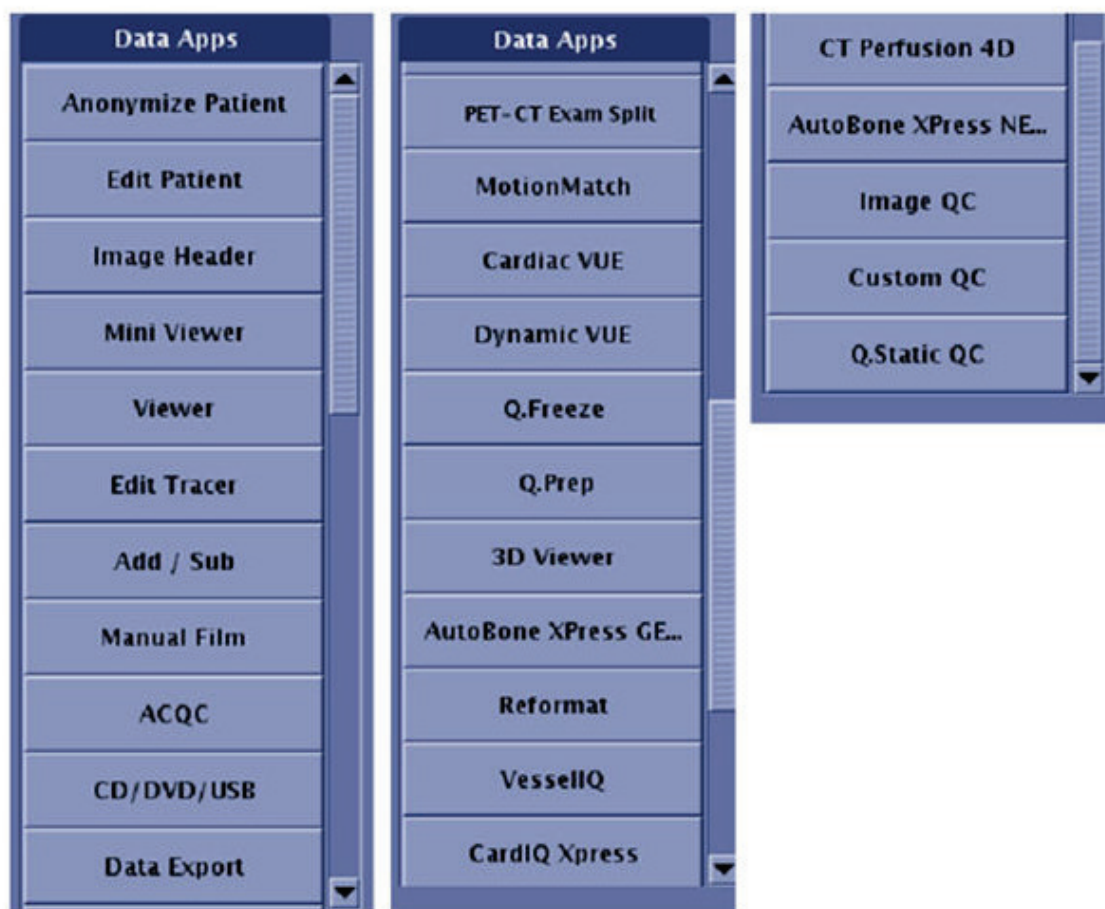 Data Apps
Anonymize Patient
Edit Patient
Image Header
Mini Viewer
Viewer
Edit Tracer
Add / Sub
Manual Film
ACQC
CD/DVD/USB
Data Export
Data Apps
PET-CT Exam Split
MotionMatch
Cardiac VUE
Dynamic VUE
Q.Freeze
Q.Prep
3D Viewer
AutoBone XPress GE...
Reformat
VesselIQ
CardIQ Xpress
CT Perfusion 4D
AutoBone XPress NE...
Image QC
Custom QC
Q.Static QC